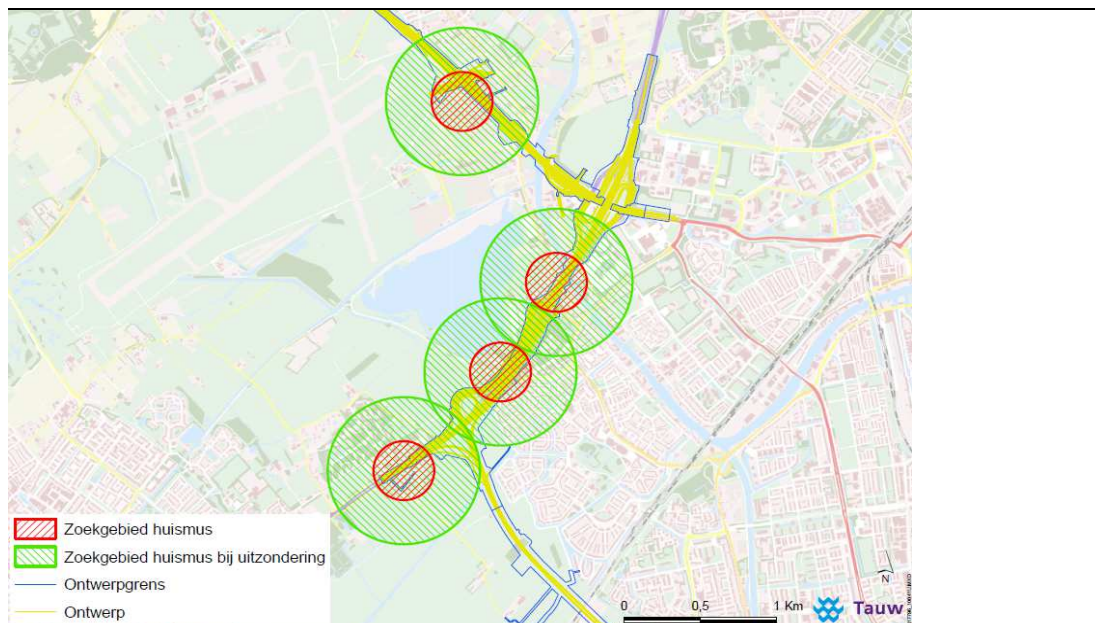 Zoekgebied huismus
Zoekgebied huismus bij uitzondering
Ontwerpgrens
Ontwerp
0 0,5 1 Km
N
Tauw